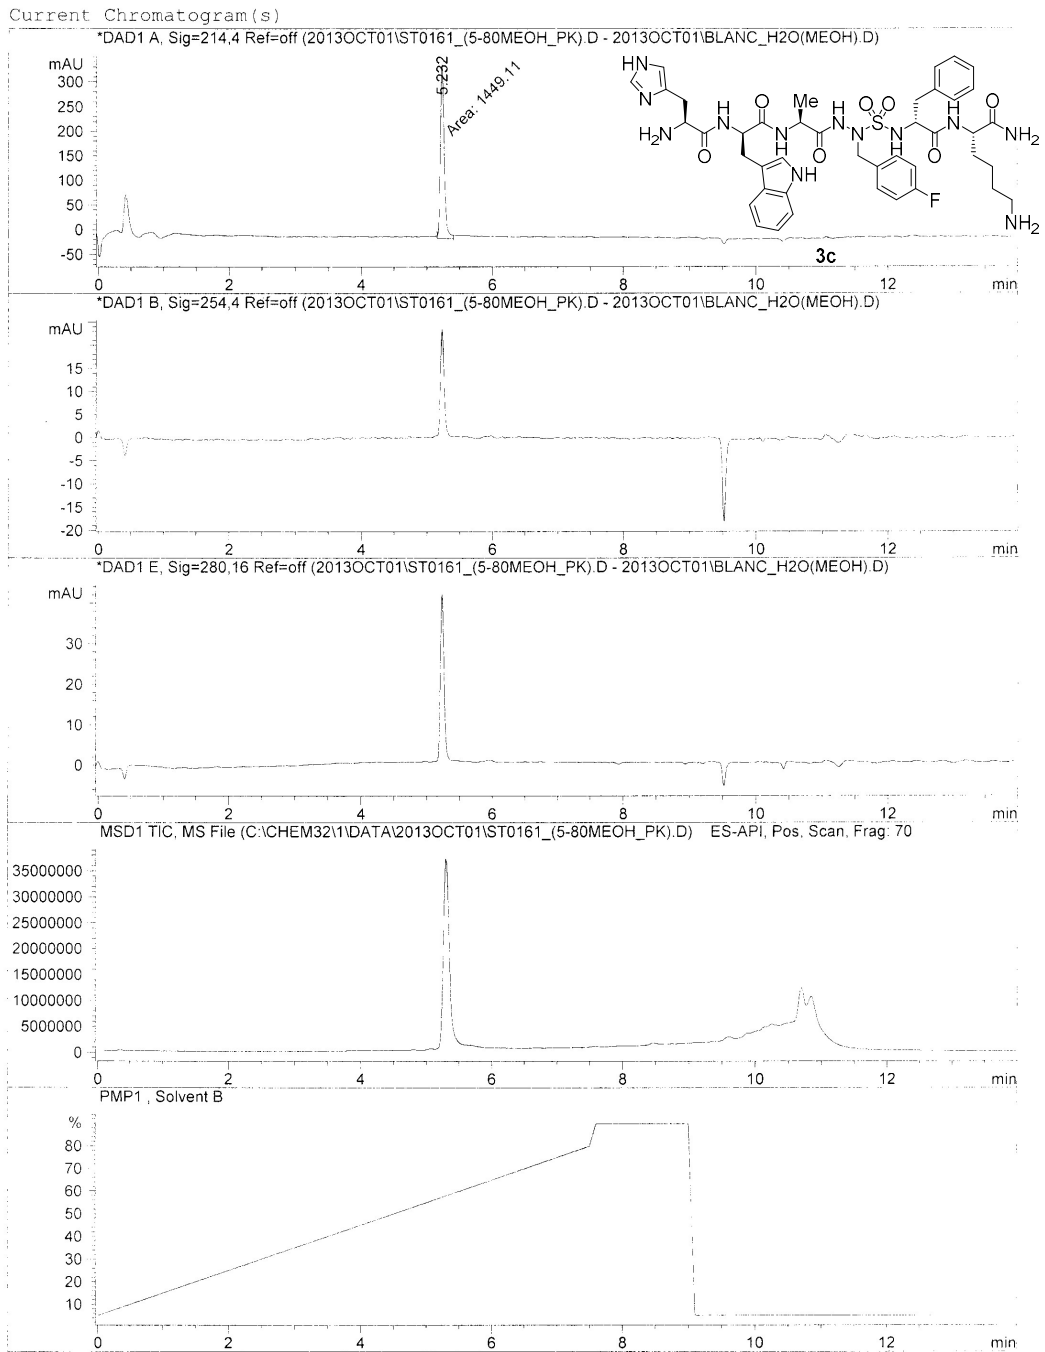 Current Chromatogram(s)
*DAD1 A, Sig=214,4 Ref=off (2013OCT01\ST0161_(5-80MEOH_PK).D - 2013OCT01\BLANC_H2O(MEOH).D)
mAU
300
250
200
150
100
50
0
-50
5.232
Area: 1449.11
HN
N
H2N
O
H
N
O
N
H
Me
O
H
N
N
O O
S
N
H
O
H
N
O
NH2
NH
F
NH2
3c
0 2 4 6 8 10 12 min
*DAD1 B, Sig=254,4 Ref=off (2013OCT01\ST0161_(5-80MEOH_PK).D - 2013OCT01\BLANC_H2O(MEOH).D)
mAU
15
10
5
0
-5
-10
-15
-20
0 2 4 6 8 10 12 min
*DAD1 E, Sig=280,16 Ref=off (2013OCT01\ST0161_(5-80MEOH_PK).D - 2013OCT01\BLANC_H2O(MEOH).D)
mAU
30
20
10
0
0 2 4 6 8 10 12 min
MSD1 TIC, MS File (C:\CHEM32\1\DATA\2013OCT01\ST0161_(5-80MEOH_PK).D) ES-API, Pos, Scan, Frag: 70
35000000
30000000
25000000
20000000
15000000
10000000
5000000
0
0 2 4 6 8 10 12 min
PMP1 , Solvent B
%
80
70
60
50
40
30
20
10
0 2 4 6 8 10 12 min